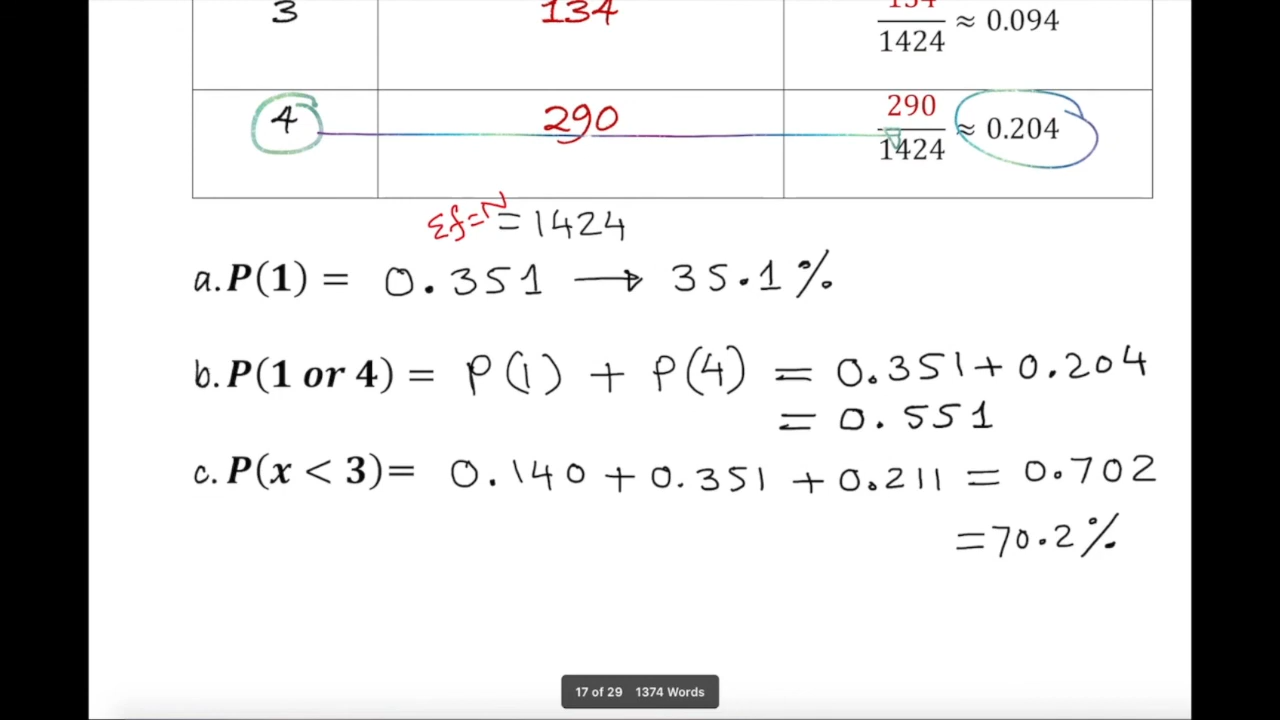 3 134 134/1424 ≈ 0.094
4 290 290/1424 ≈ 0.204
Σf=N = 1424
a. P(1) = 0.351 → 35.1%
b. P(1 or 4) = P(1) + P(4) = 0.351 + 0.204
= 0.551
c. P(x < 3) = 0.140 + 0.351 + 0.211 = 0.702
= 70.2%
17 of 29 1374 Words